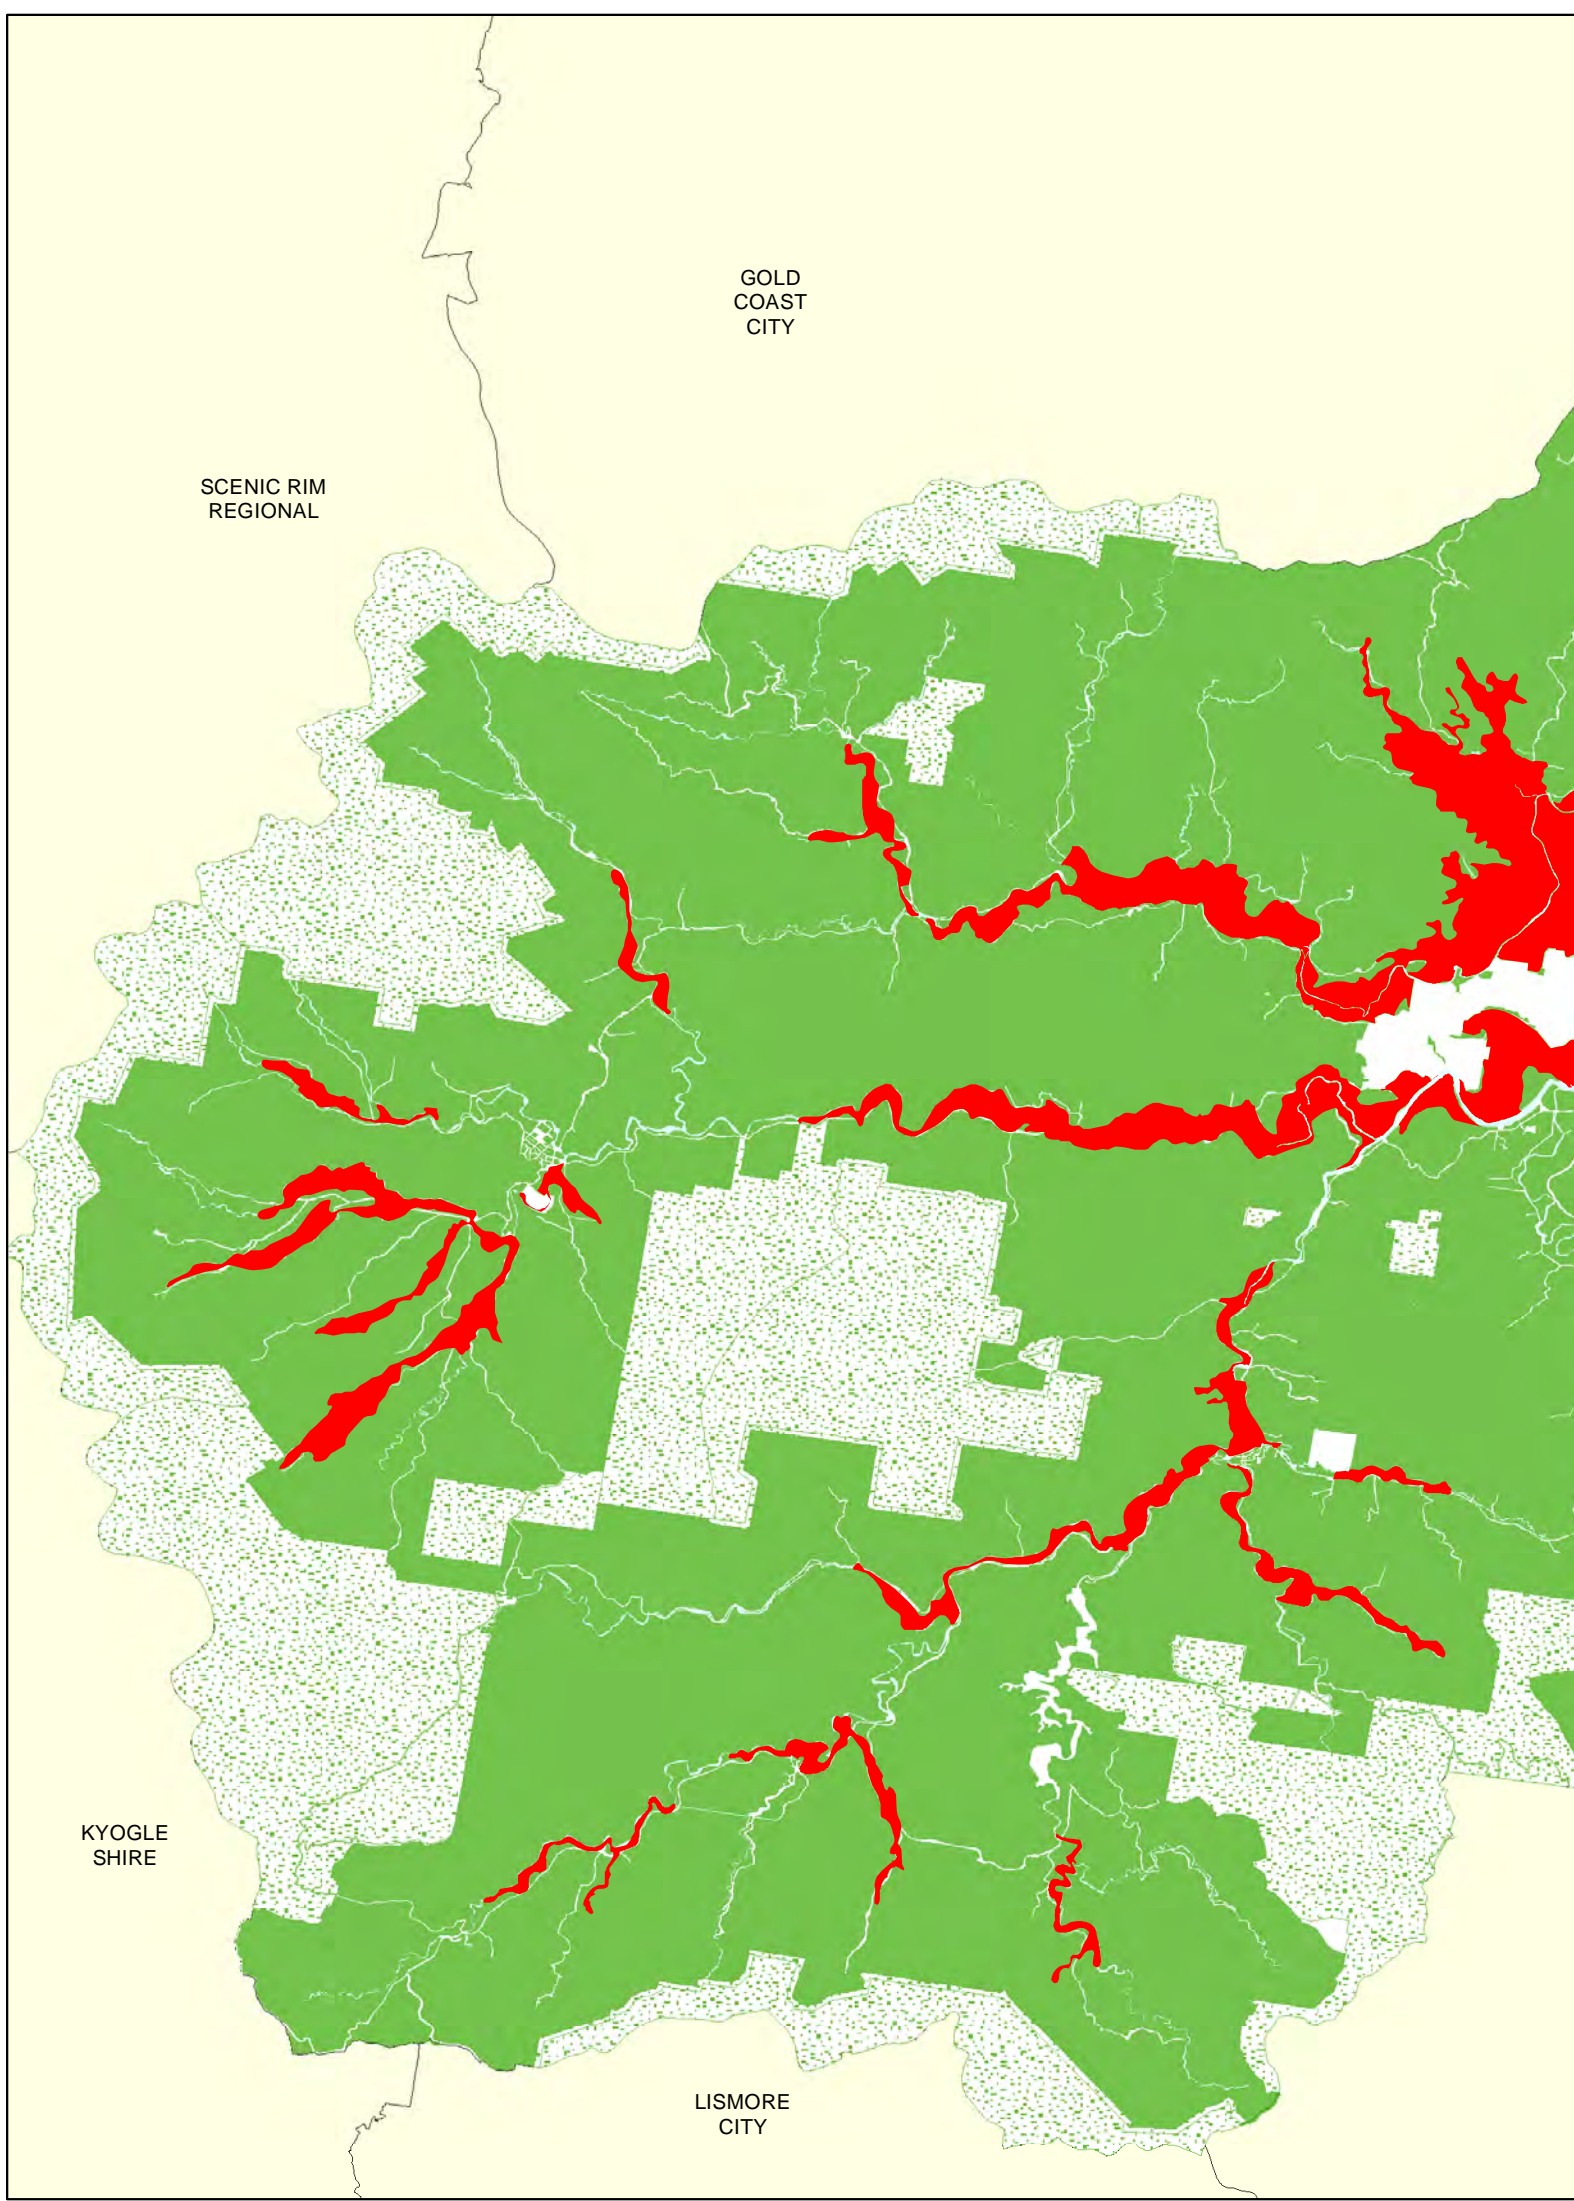 GOLD
COAST
CITY
SCENIC RIM
REGIONAL
KYOGLE
SHIRE
LISMORE
CITY